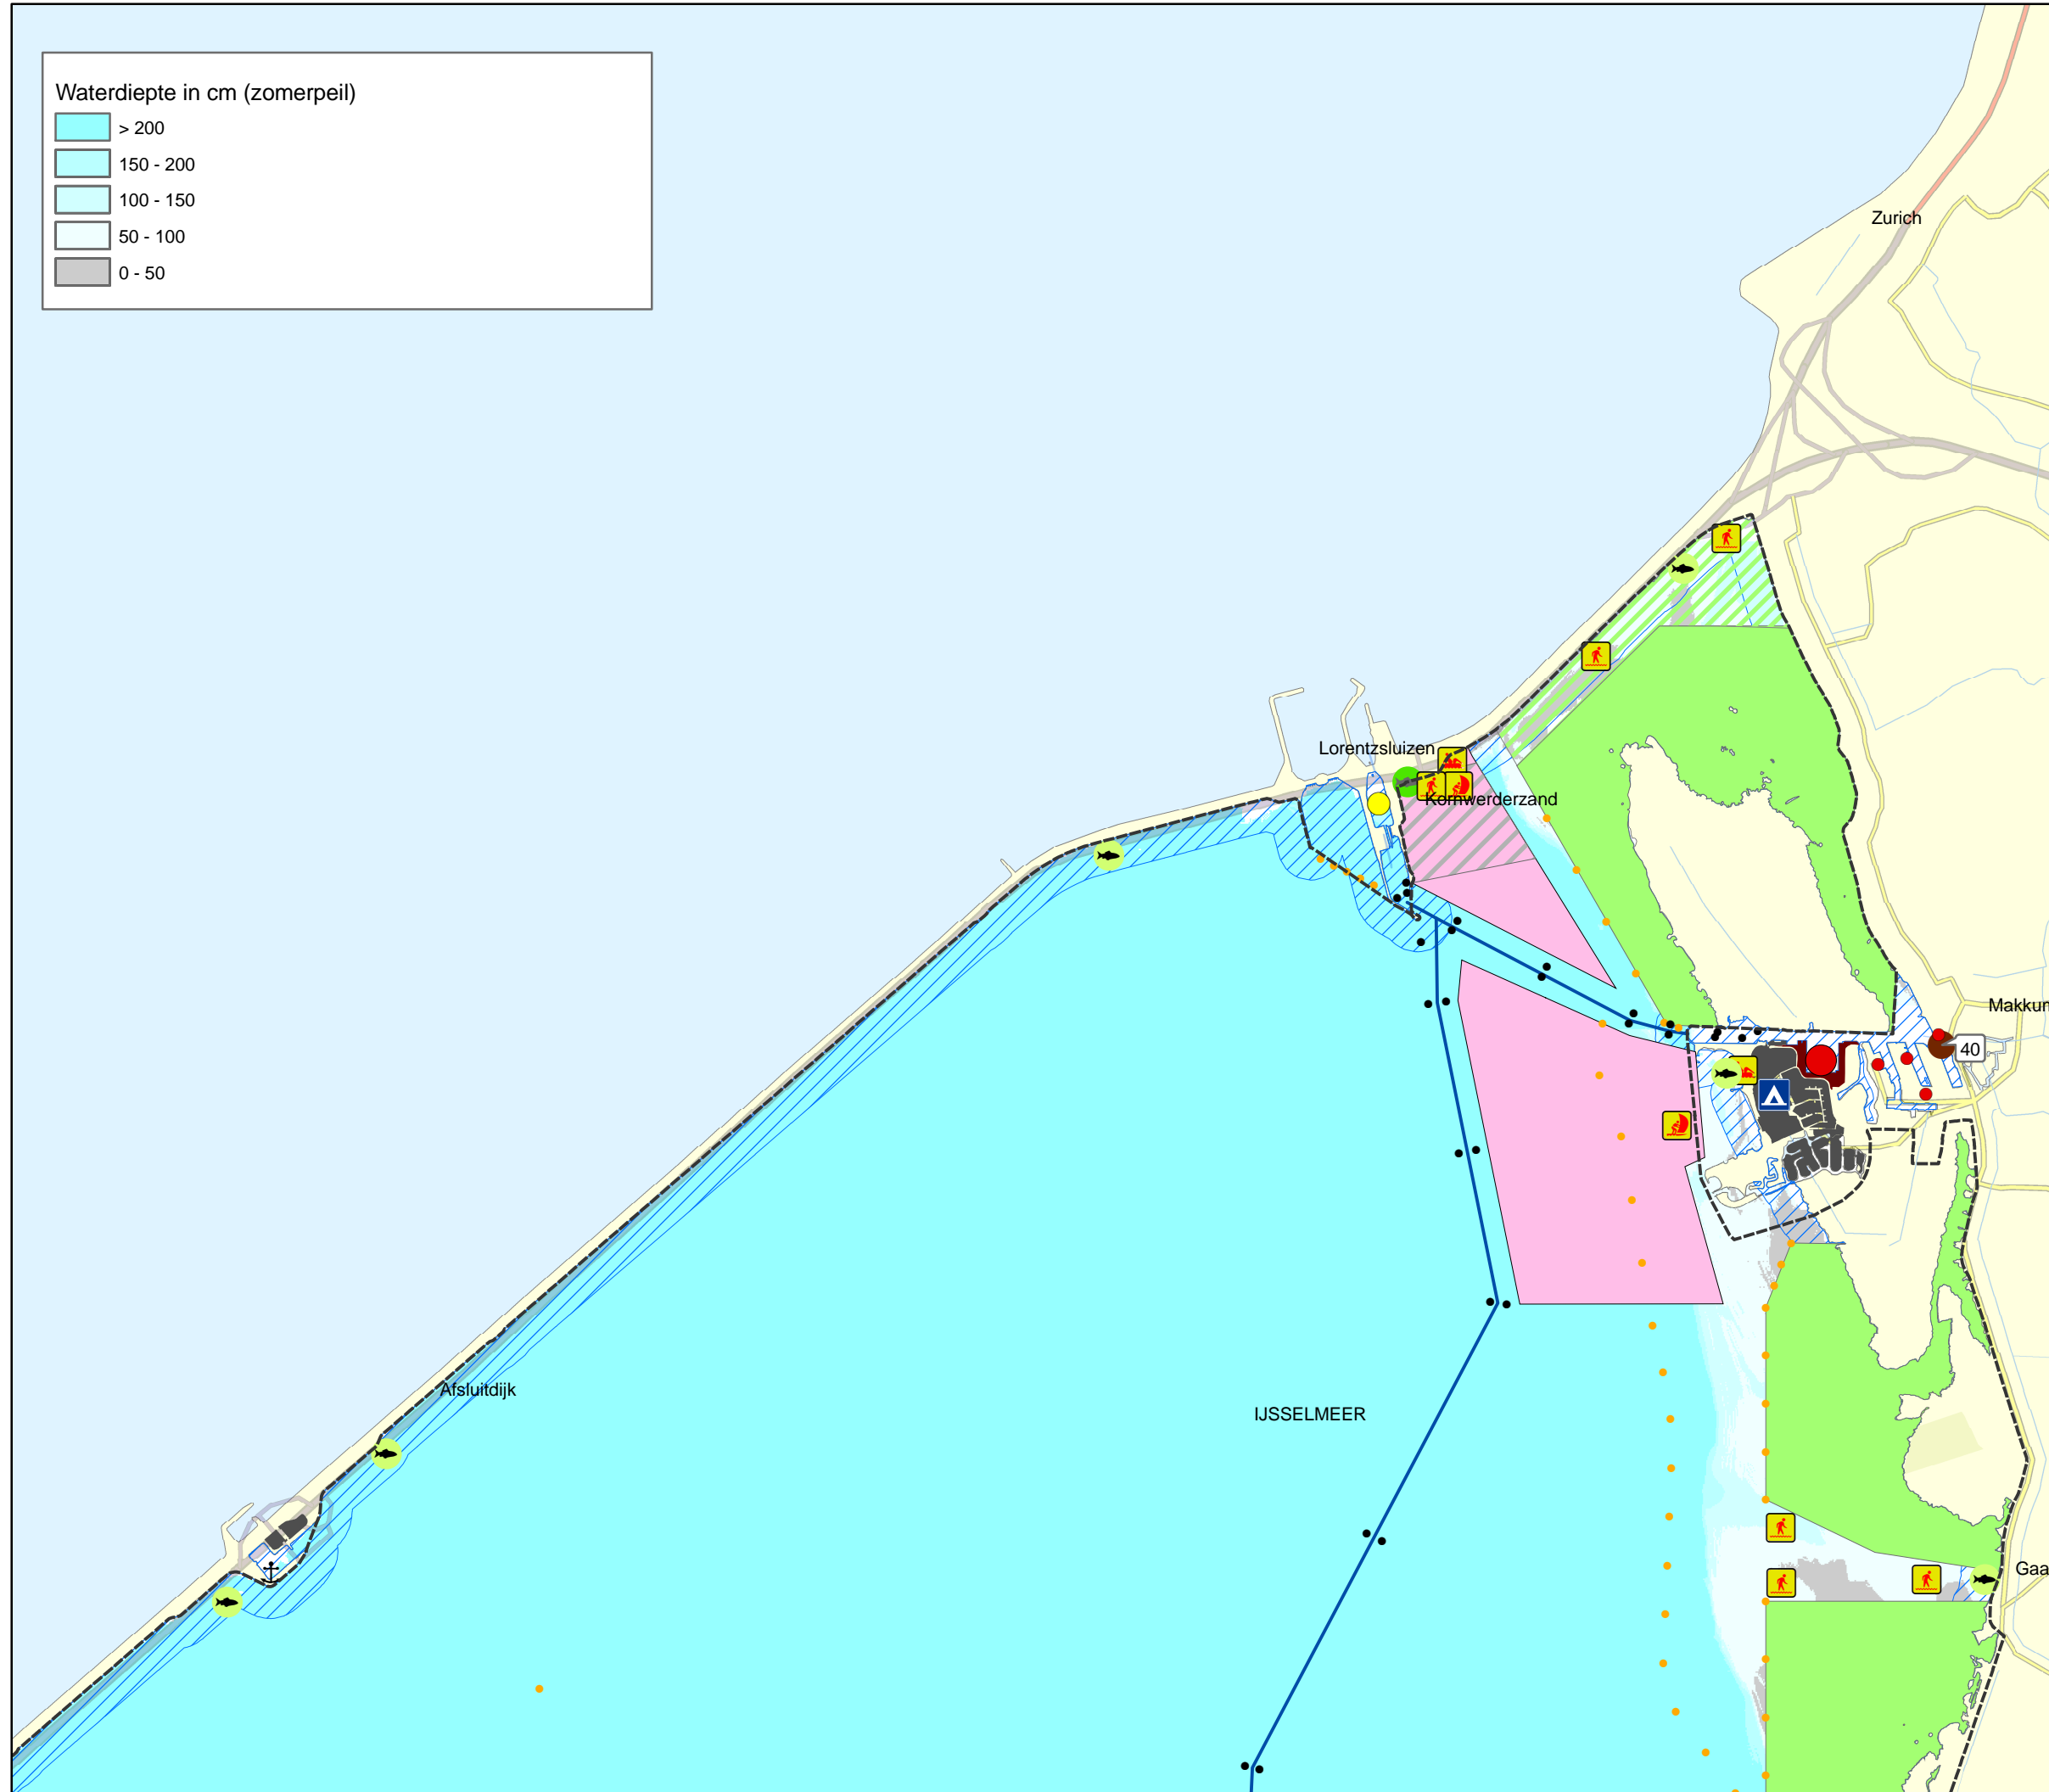 Waterdiepte in cm (zomerpeil)
> 200
150 - 200
100 - 150
50 - 100
0 - 50
Zurich
Lorentzsluizen
Kornwerderzand
Makkum
40
Afsluitdijk
IJSSELMEER
Gaa